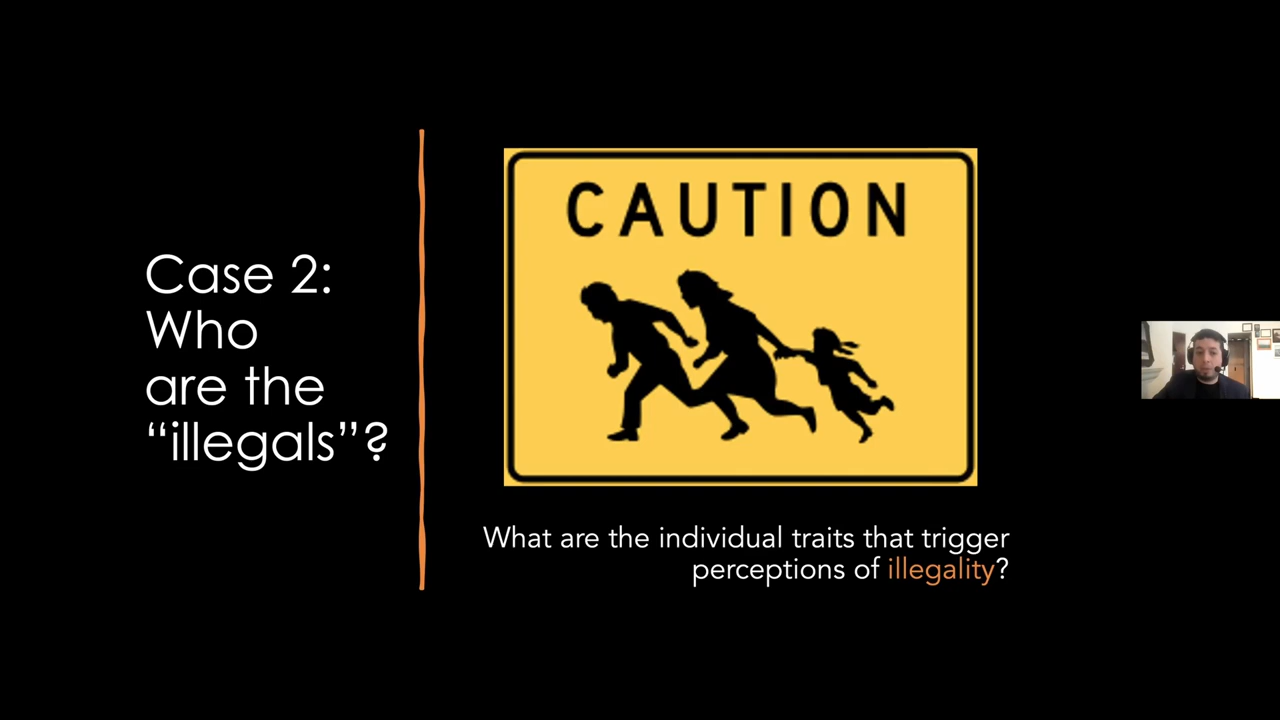 Case 2:
Who
are the
“illegals”?
CAUTION
What are the individual traits that trigger
perceptions of illegality?